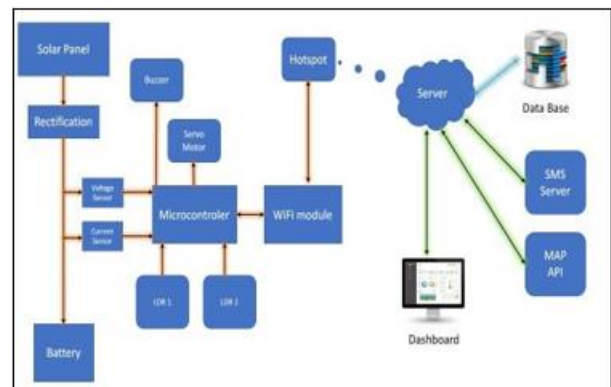 Solar Panel
Hotspot
Buzzer
Server
Data Base
Rectification
Servo
Motor
Voltage
Sensor
SMS
Server
Microcontroler
WiFi module
Current
Sensor
MAP
API
LDR 1
LDR 2
Dashboard
Battery